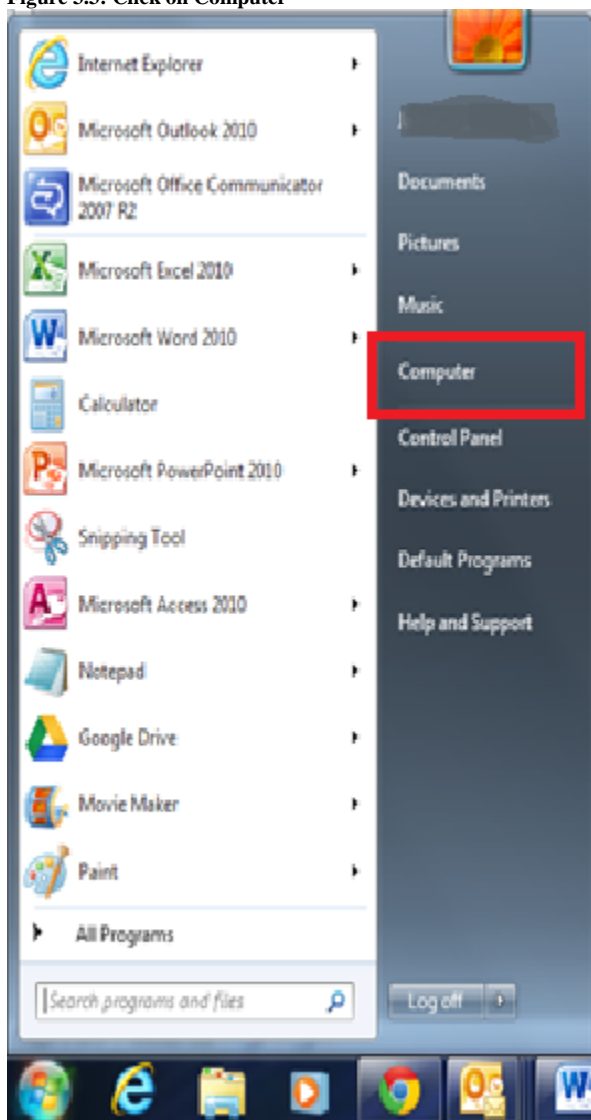 Figure 3.3: Click on Computer
Internet Explorer
Microsoft Outlook 2010
Microsoft Office Communicator
2007 R2
Microsoft Excel 2010
Microsoft Word 2010
Calculator
Microsoft PowerPoint 2010
Snipping Tool
Microsoft Access 2010
Notepad
Google Drive
Movie Maker
Paint
All Programs
Search programs and files
Documents
Pictures
Music
Computer
Control Panel
Devices and Printers
Default Programs
Help and Support
Log off